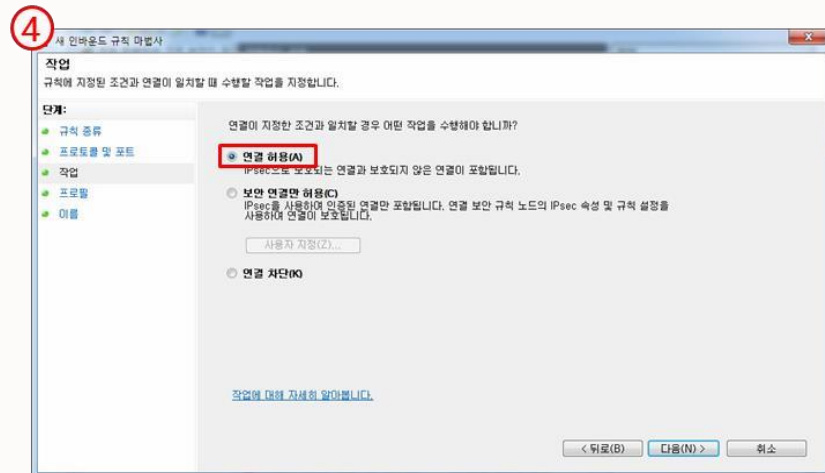 ④
새 인바운드 규칙 마법사
작업
규칙에 지정된 조건과 연결이 일치할 때 수행할 작업을 지정합니다.
단계:
규칙 종류
프로토콜 및 포트
작업
프로필
이름
연결이 지정한 조건과 일치할 경우 어떤 작업을 수행해야 합니까?
연결 허용(A)
IPsec으로 보호되는 연결과 보호되지 않은 연결이 포함됩니다.
보안 연결만 허용(C)
IPsec을 사용하여 인증된 연결만 포함됩니다. 연결 보안 규칙 노드의 IPsec 속성 및 규칙 설정을
사용하여 연결이 보호됩니다.
사용자 지정(Z)...
연결 차단(K)
작업에 대해 자세히 알아봅니다.
< 뒤로(B) 다음(N) > 취소